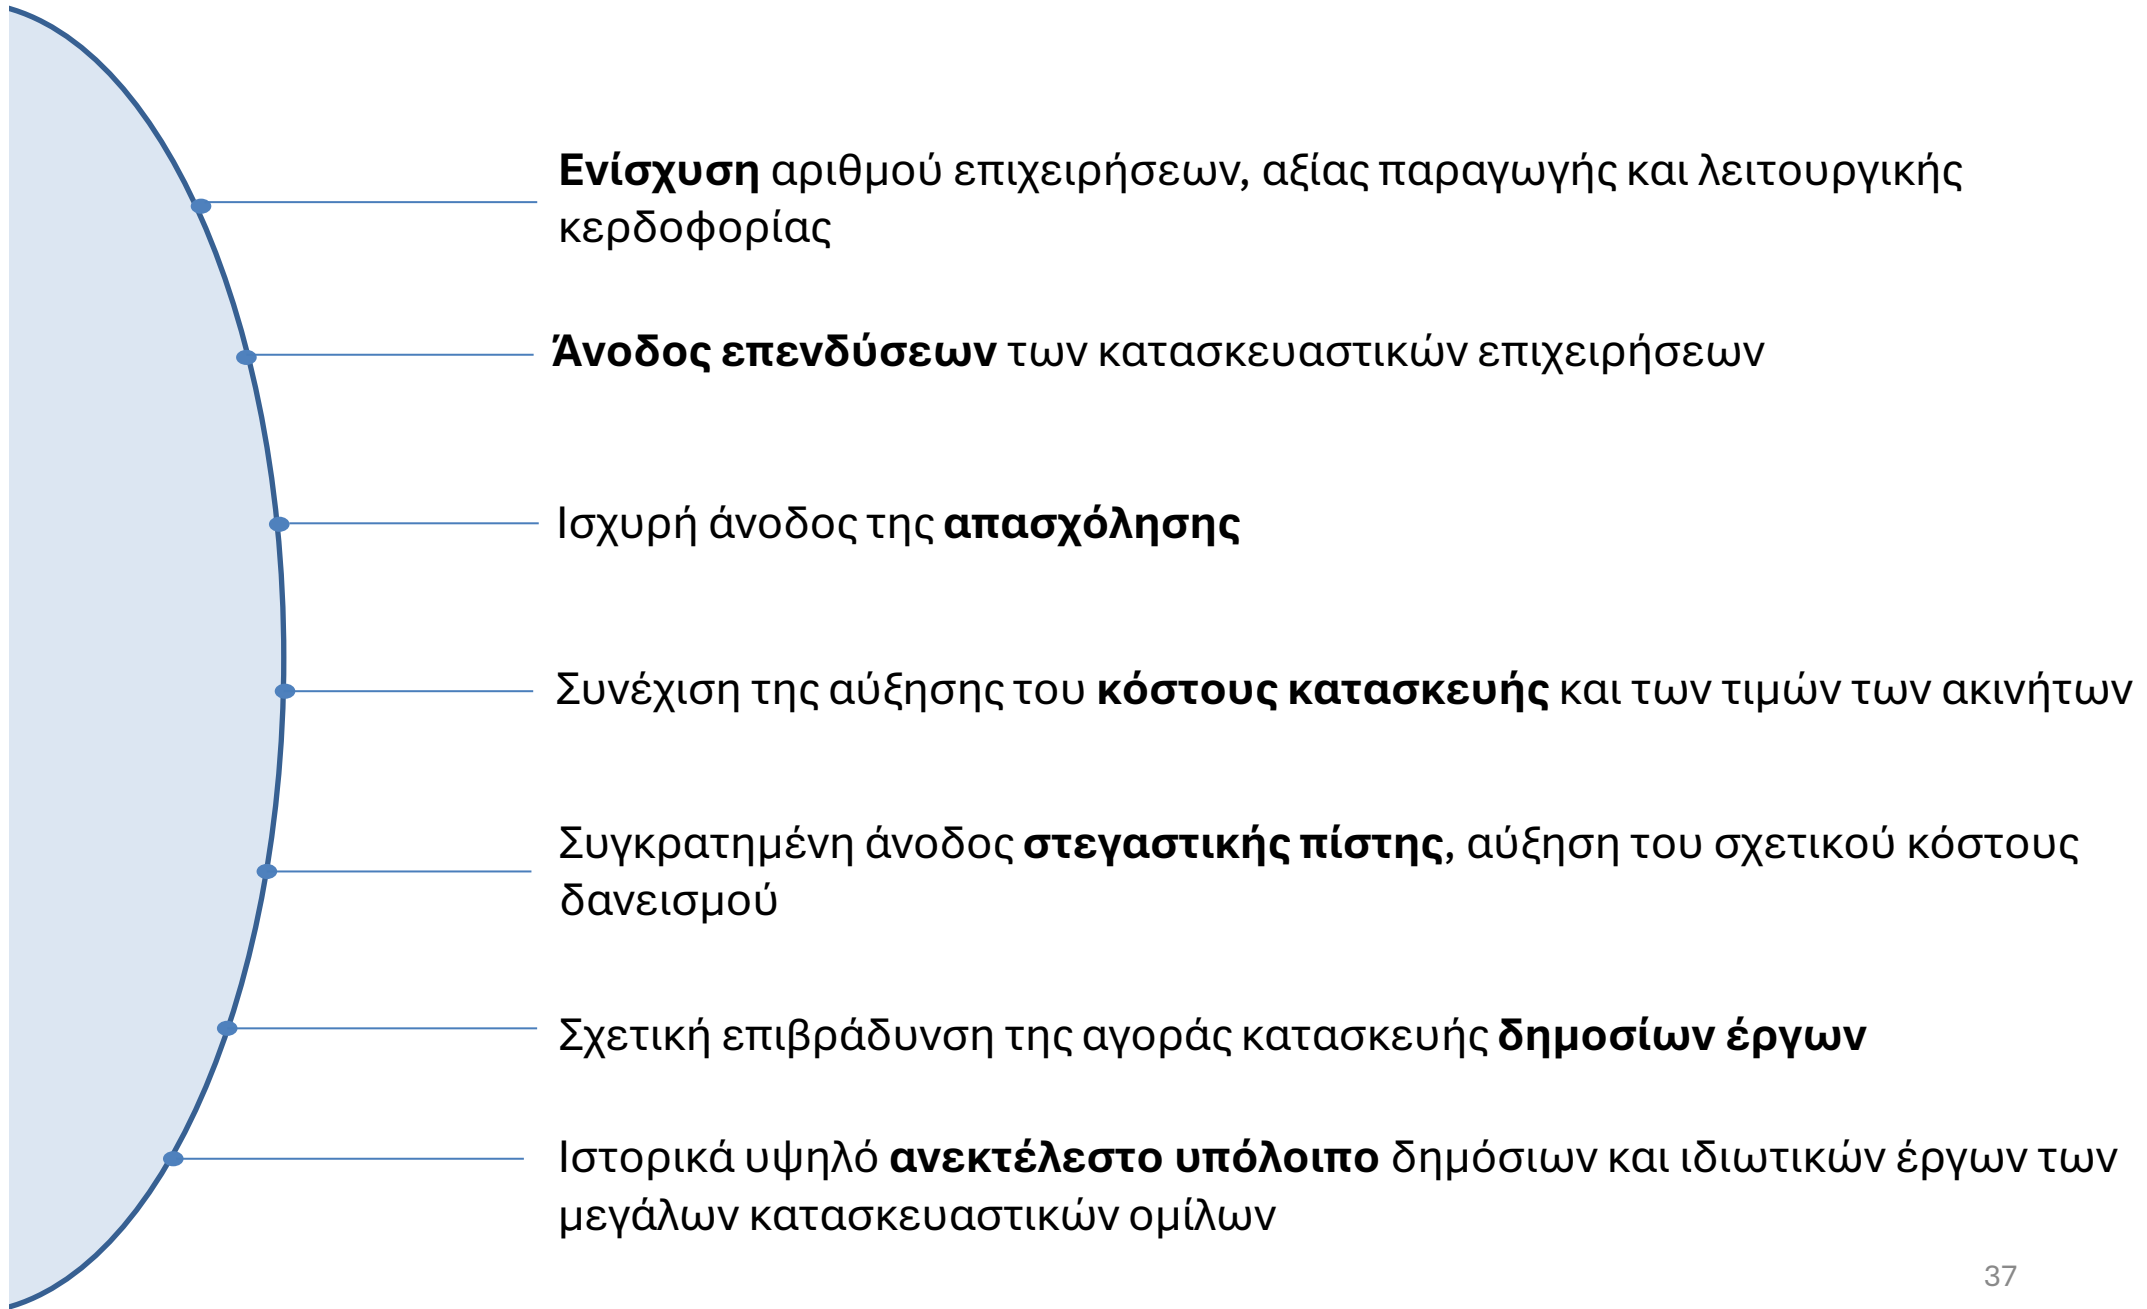 Ενίσχυση αριθμού επιχειρήσεων, αξίας παραγωγής και λειτουργικής
κερδοφορίας
Άνοδος επενδύσεων των κατασκευαστικών επιχειρήσεων
Ισχυρή άνοδος της απασχόλησης
Συνέχιση της αύξησης του κόστους κατασκευής και των τιμών των ακινήτων
Συγκρατημένη άνοδος στεγαστικής πίστης, αύξηση του σχετικού κόστους
δανεισμού
Σχετική επιβράδυνση της αγοράς κατασκευής δημοσίων έργων
Ιστορικά υψηλό ανεκτέλεστο υπόλοιπο δημόσιων και ιδιωτικών έργων των
μεγάλων κατασκευαστικών ομίλων
37